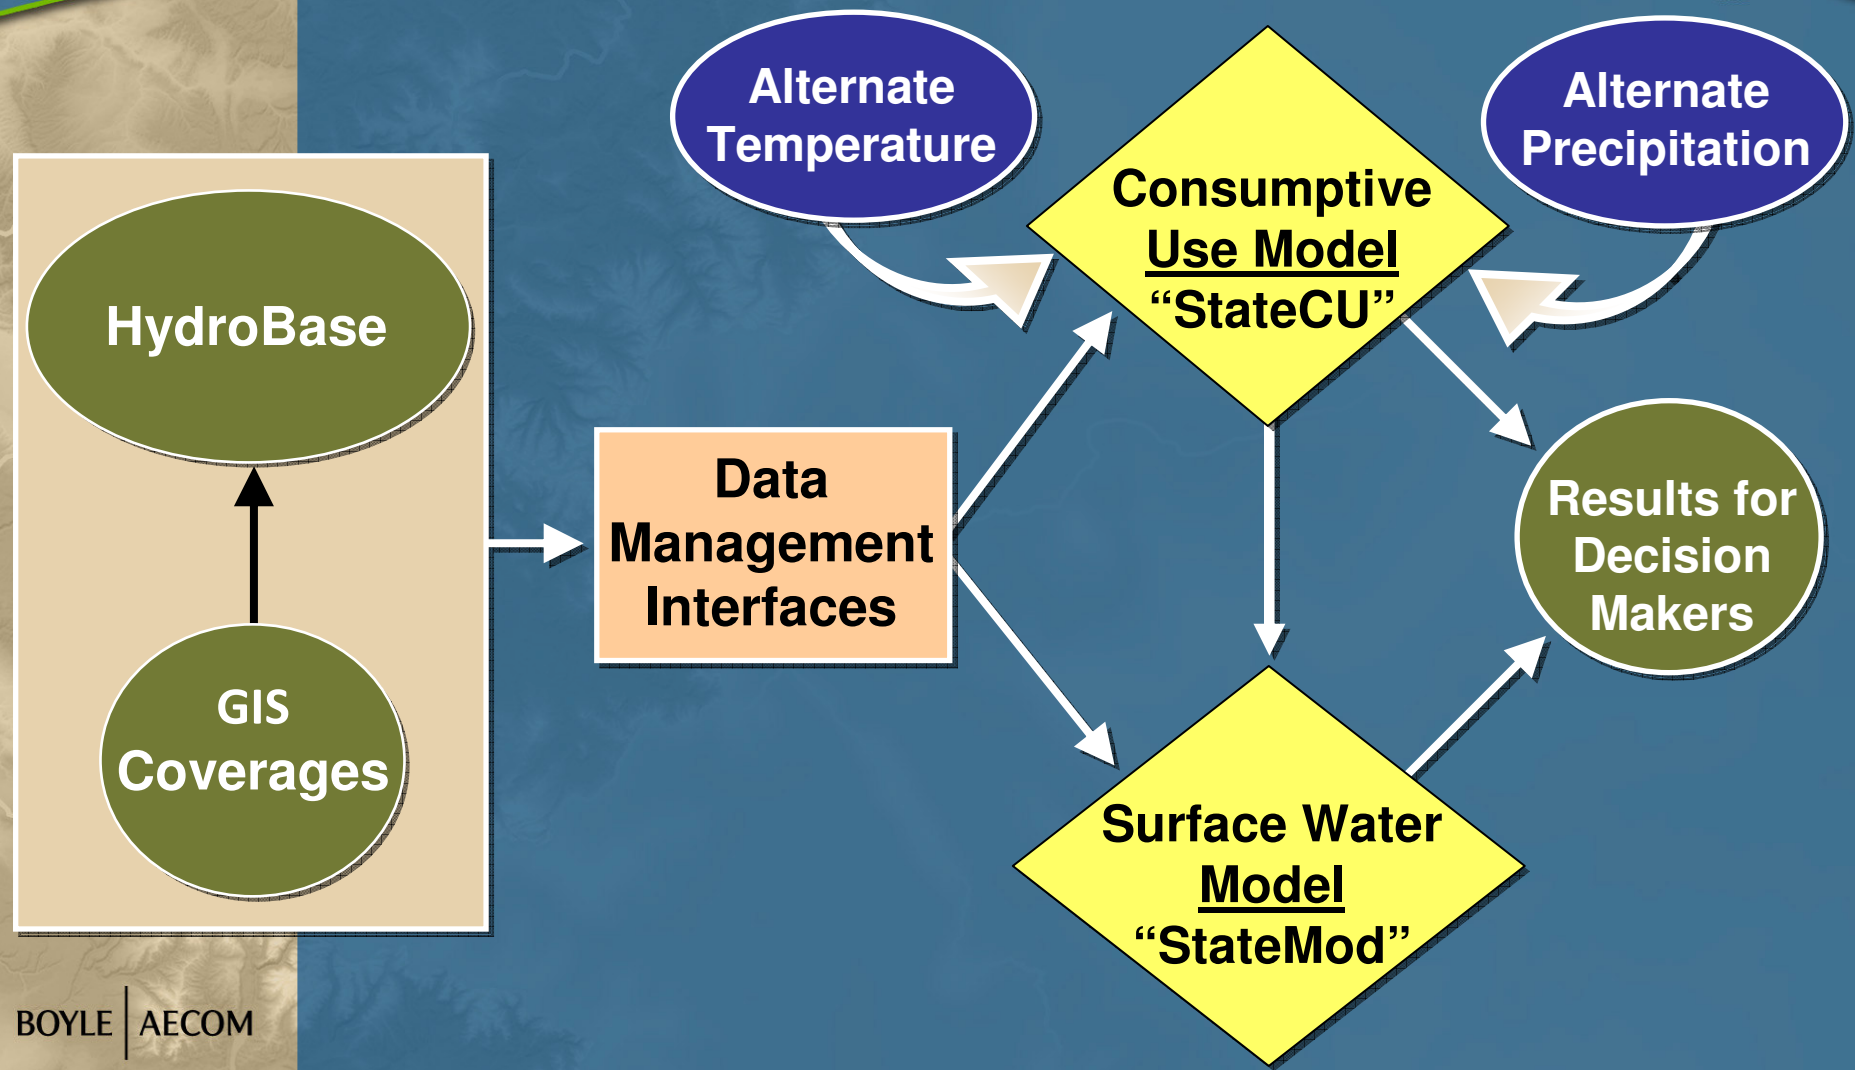 Alternate
Temperature
Consumptive
Use Model
“StateCU”
Alternate
Precipitation
HydroBase
Data
Management
Interfaces
Results for
Decision
Makers
GIS
Coverages
Surface Water
Model
“StateMod”
BOYLE | AECOM